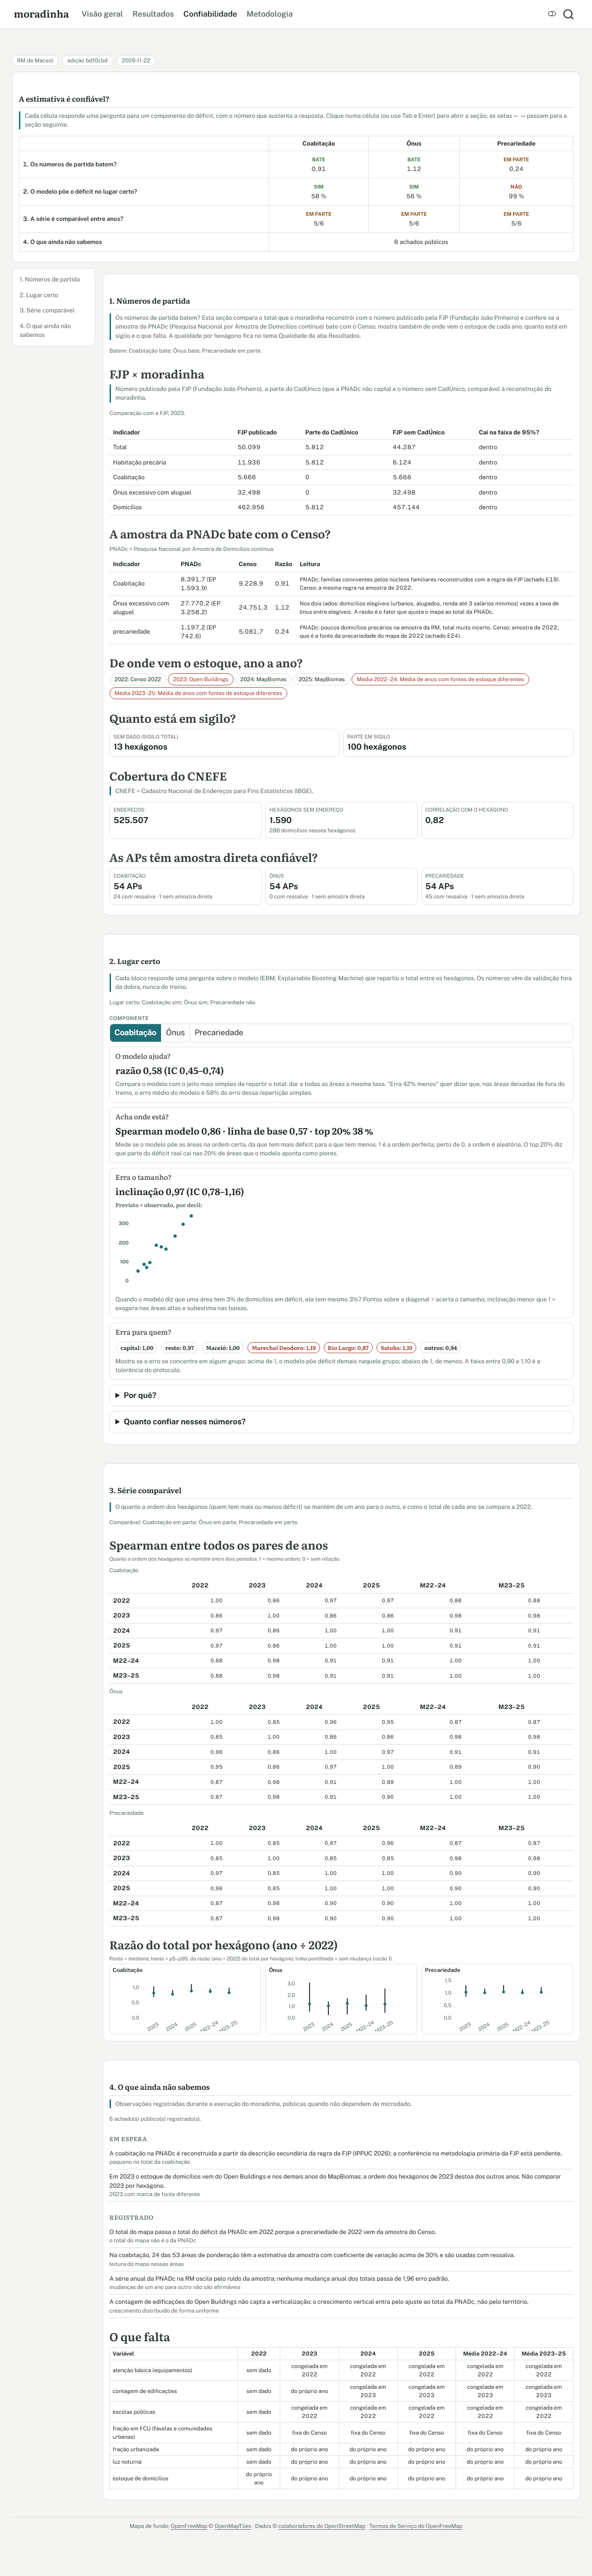 moradinha Visão geral Resultados Confiabilidade Metodologia
RM de Maceió edição bd10cbd 2026-11-22
A estimativa é confiável?
Cada célula responde uma pergunta para um componente do déficit, com o número que sustenta a resposta. Clique numa célula (ou use Tab e Enter) para abrir a seção; as setas ← → passam para a
seção seguinte.
Coabitação Ônus Precariedade
1. Os números de partida batem? BATE 0,91 BATE 1,12 EM PARTE 0,24
2. O modelo põe o déficit no lugar certo? SIM 58 % SIM 56 % NÃO 99 %
3. A série é comparável entre anos? EM PARTE 5/6 EM PARTE 5/6 EM PARTE 5/6
4. O que ainda não sabemos 6 achados públicos
1. Números de partida
2. Lugar certo
3. Série comparável
4. O que ainda não
sabemos
1. Números de partida
Os números de partida batem? Esta seção compara o total que o moradinha reconstrói com o número publicado pela FJP (Fundação João Pinheiro) e confere se a
amostra da PNADc (Pesquisa Nacional por Amostra de Domicílios contínua) bate com o Censo; mostra também de onde vem o estoque de cada ano, quanto está em
sigilo e o que falta. A qualidade por hexágono fica no tema Qualidade da aba Resultados.
Batem: Coabitação bate; Ônus bate; Precariedade em parte.
FJP × moradinha
Número publicado pela FJP (Fundação João Pinheiro), a parte do CadÚnico (que a PNADc não capta) e o número sem CadÚnico, comparável à reconstrução do
moradinha.
Comparação com a FJP, 2023.
Indicador FJP publicado Parte do CadÚnico FJP sem CadÚnico Cai na faixa de 95%?
Total 50.099 5.812 44.287 dentro
Habitação precária 11.936 5.812 6.124 dentro
Coabitação 5.666 0 5.666 dentro
Ônus excessivo com aluguel 32.498 0 32.498 dentro
Domicílios 462.956 5.812 457.144 dentro
A amostra da PNADc bate com o Censo?
PNADc = Pesquisa Nacional por Amostra de Domicílios contínua.
Indicador PNADc Censo Razão Leitura
Coabitação 8.391,7 (EP 1.593,9) 9.228,9 0,91 PNADc: famílias conviventes pelos núcleos familiares reconstruídos com a regra da FJP (achado E19).
Censo: a mesma regra na amostra de 2022.
Ônus excessivo com aluguel 27.770,2 (EP 3.258,2) 24.751,3 1,12 Nos dois lados: domicílios elegíveis (urbanos, alugados, renda até 3 salários mínimos) vezes a taxa de
ônus entre elegíveis. A razão é o fator que ajusta o mapa ao total da PNADc.
precariedade 1.197,2 (EP 742,6) 5.081,7 0,24 PNADc: poucos domicílios precários na amostra da RM, total muito incerto. Censo: amostra de 2022,
que é a fonte da precariedade do mapa de 2022 (achado E24).
De onde vem o estoque, ano a ano?
2022: Censo 2022 2023: Open Buildings 2024: MapBiomas 2025: MapBiomas Média 2022–24: Média de anos com fontes de estoque diferentes
Média 2023–25: Média de anos com fontes de estoque diferentes
Quanto está em sigilo?
SEM DADO (SIGILO TOTAL) PARTE EM SIGILO
13 hexágonos 100 hexágonos
Cobertura do CNEFE
CNEFE = Cadastro Nacional de Endereços para Fins Estatísticos (IBGE).
ENDEREÇOS HEXÁGONOS SEM ENDEREÇO CORRELAÇÃO COM O HEXÁGONO
525.507 1.590 0,82
288 domicílios nesses hexágonos
As APs têm amostra direta confiável?
COABITAÇÃO ÔNUS PRECARIEDADE
54 APs 54 APs 54 APs
24 com ressalva · 1 sem amostra direta 0 com ressalva · 1 sem amostra direta 45 com ressalva · 1 sem amostra direta
2. Lugar certo
Cada bloco responde uma pergunta sobre o modelo (EBM, Explainable Boosting Machine) que repartiu o total entre os hexágonos. Os números vêm da validação fora
da dobra, nunca do treino.
Lugar certo: Coabitação sim; Ônus sim; Precariedade não.
COMPONENTE
Coabitação Ônus Precariedade
O modelo ajuda?
razão 0,58 (IC 0,45–0,74)
Compara o modelo com o jeito mais simples de repartir o total: dar a todas as áreas a mesma taxa. "Erra 42% menos" quer dizer que, nas áreas deixadas de fora do
treino, o erro médio do modelo é 58% do erro dessa repartição simples.
Acha onde está?
Spearman modelo 0,86 · linha de base 0,57 · top 20% 38 %
Mede se o modelo põe as áreas na ordem certa, da que tem mais déficit para a que tem menos. 1 é a ordem perfeita; perto de 0, a ordem é aleatória. O top 20% diz
que parte do déficit real cai nas 20% de áreas que o modelo aponta como piores.
Erra o tamanho?
inclinação 0,97 (IC 0,78–1,16)
Previsto × observado, por decil:
300
200
100
0
Quando o modelo diz que uma área tem 3% de domicílios em déficit, ela tem mesmo 3%? Pontos sobre a diagonal = acerta o tamanho; inclinação menor que 1 =
exagera nas áreas altas e subestima nas baixas.
Erra para quem?
capital: 1,00 resto: 0,97 Maceió: 1,00 Marechal Deodoro: 1,19 Rio Largo: 0,87 Satuba: 1,19 outros: 0,94
Mostra se o erro se concentra em algum grupo: acima de 1, o modelo põe déficit demais naquele grupo; abaixo de 1, de menos. A faixa entre 0,90 e 1,10 é a
tolerância do protocolo.
Por quê?
Quanto confiar nesses números?
3. Série comparável
O quanto a ordem dos hexágonos (quem tem mais ou menos déficit) se mantém de um ano para o outro, e como o total de cada ano se compara a 2022.
Comparável: Coabitação em parte; Ônus em parte; Precariedade em parte.
Spearman entre todos os pares de anos
Quanto a ordem dos hexágonos se mantém entre dois períodos: 1 = mesma ordem; 0 = sem relação.
Coabitação
2022 2023 2024 2025 M22–24 M23–25
2022 1,00 0,86 0,97 0,97 0,88 0,88
2023 0,86 1,00 0,86 0,86 0,98 0,98
2024 0,97 0,86 1,00 1,00 0,91 0,91
2025 0,97 0,86 1,00 1,00 0,91 0,91
M22–24 0,88 0,98 0,91 0,91 1,00 1,00
M23–25 0,88 0,98 0,91 0,91 1,00 1,00
Ônus
2022 2023 2024 2025 M22–24 M23–25
2022 1,00 0,85 0,96 0,95 0,87 0,87
2023 0,85 1,00 0,86 0,86 0,98 0,98
2024 0,96 0,86 1,00 0,97 0,91 0,91
2025 0,95 0,86 0,97 1,00 0,89 0,90
M22–24 0,87 0,98 0,91 0,89 1,00 1,00
M23–25 0,87 0,98 0,91 0,90 1,00 1,00
Precariedade
2022 2023 2024 2025 M22–24 M23–25
2022 1,00 0,85 0,97 0,96 0,87 0,87
2023 0,85 1,00 0,85 0,85 0,98 0,98
2024 0,97 0,85 1,00 1,00 0,90 0,90
2025 0,96 0,85 1,00 1,00 0,90 0,90
M22–24 0,87 0,98 0,90 0,90 1,00 1,00
M23–25 0,87 0,98 0,90 0,90 1,00 1,00
Razão do total por hexágono (ano ÷ 2022)
Ponto = mediana; haste = p5–p95, da razão (ano ÷ 2022) do total por hexágono; linha pontilhada = sem mudança (razão 1).
Coabitação Ônus Precariedade
1,0 0,5 0,0
2023 2024 2025 M22–24 M23–25
3,0 2,0 1,0 0,0
2023 2024 2025 M22–24 M23–25
1,5 1,0 0,5 0,0
2023 2024 2025 M22–24 M23–25
4. O que ainda não sabemos
Observações registradas durante a execução do moradinha, públicas quando não dependem de microdado.
6 achado(s) público(s) registrado(s).
EM ESPERA
A coabitação na PNADc é reconstruída a partir da descrição secundária da regra da FJP (IPPUC 2026); a conferência na metodologia primária da FJP está pendente.
pequeno no total da coabitação
Em 2023 o estoque de domicílios vem do Open Buildings e nos demais anos do MapBiomas; a ordem dos hexágonos de 2023 destoa dos outros anos. Não comparar
2023 por hexágono.
2023 com marca de fonte diferente
REGISTRADO
O total do mapa passa o total do déficit da PNADc em 2022 porque a precariedade de 2022 vem da amostra do Censo.
o total do mapa não é o da PNADc
Na coabitação, 24 das 53 áreas de ponderação têm a estimativa da amostra com coeficiente de variação acima de 30% e são usadas com ressalva.
leitura do mapa nessas áreas
A série anual da PNADc na RM oscila pelo ruído da amostra; nenhuma mudança anual dos totais passa de 1,96 erro padrão.
mudanças de um ano para outro não são afirmáveis
A contagem de edificações do Open Buildings não capta a verticalização: o crescimento vertical entra pelo ajuste ao total da PNADc, não pelo território.
crescimento distribuído de forma uniforme
O que falta
Variável 2022 2023 2024 2025 Média 2022–24 Média 2023–25
atenção básica (equipamentos) sem dado congelada em 2022 congelada em 2022 congelada em 2022 congelada em 2022 congelada em 2022
contagem de edificações sem dado do próprio ano congelada em 2023 congelada em 2023 congelada em 2023 congelada em 2023
escolas públicas sem dado congelada em 2022 congelada em 2022 congelada em 2022 congelada em 2022 congelada em 2022
fração em FCU (favelas e comunidades urbanas) sem dado fixa do Censo fixa do Censo fixa do Censo fixa do Censo fixa do Censo
fração urbanizada sem dado do próprio ano do próprio ano do próprio ano do próprio ano do próprio ano
luz noturna sem dado do próprio ano do próprio ano do próprio ano do próprio ano do próprio ano
estoque de domicílios do próprio ano do próprio ano do próprio ano do próprio ano do próprio ano do próprio ano
Mapa de fundo: OpenFreeMap © OpenMapTiles · Dados © colaboradores do OpenStreetMap · Termos de Serviço do OpenFreeMap